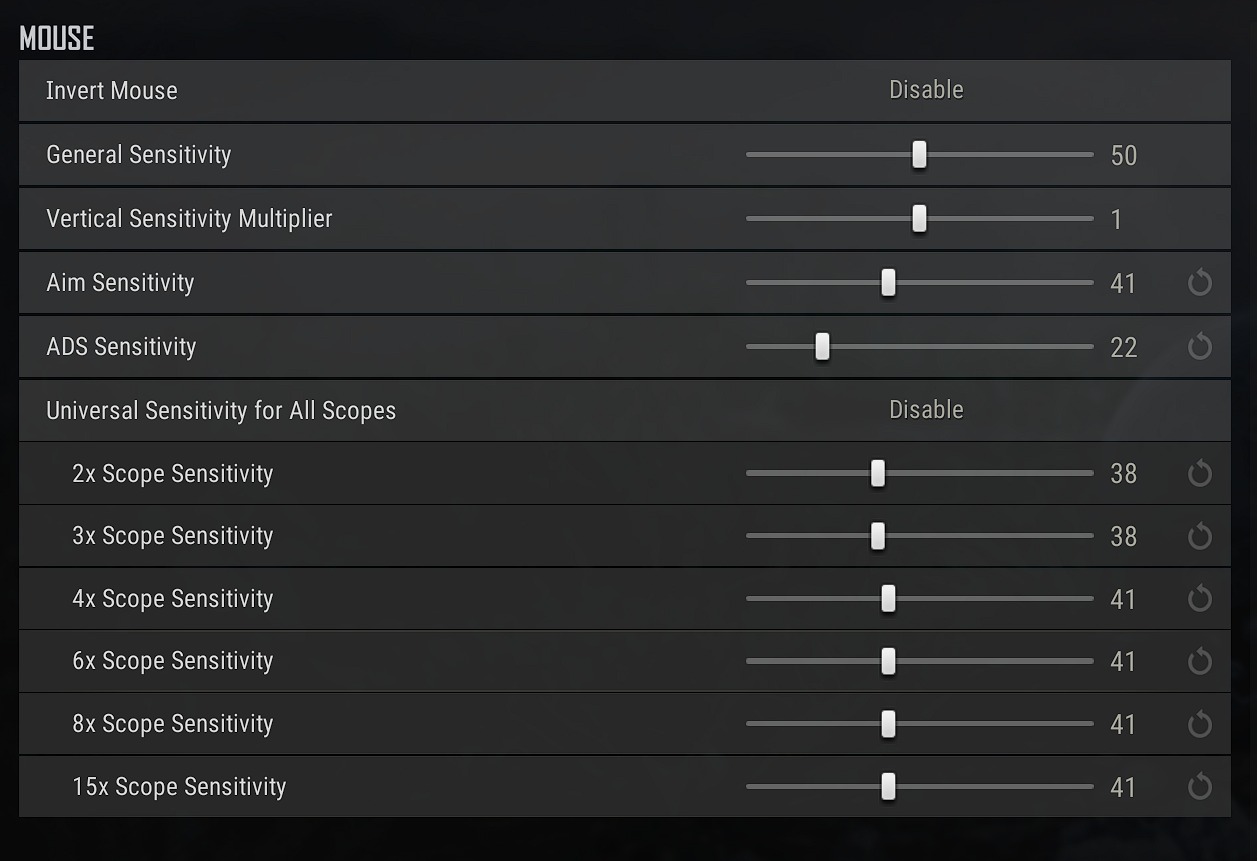 MOUSE
Invert Mouse Disable
General Sensitivity 50
Vertical Sensitivity Multiplier 1
Aim Sensitivity 41
ADS Sensitivity 22
Universal Sensitivity for All Scopes Disable
2x Scope Sensitivity 38
3x Scope Sensitivity 38
4x Scope Sensitivity 41
6x Scope Sensitivity 41
8x Scope Sensitivity 41
15x Scope Sensitivity 41